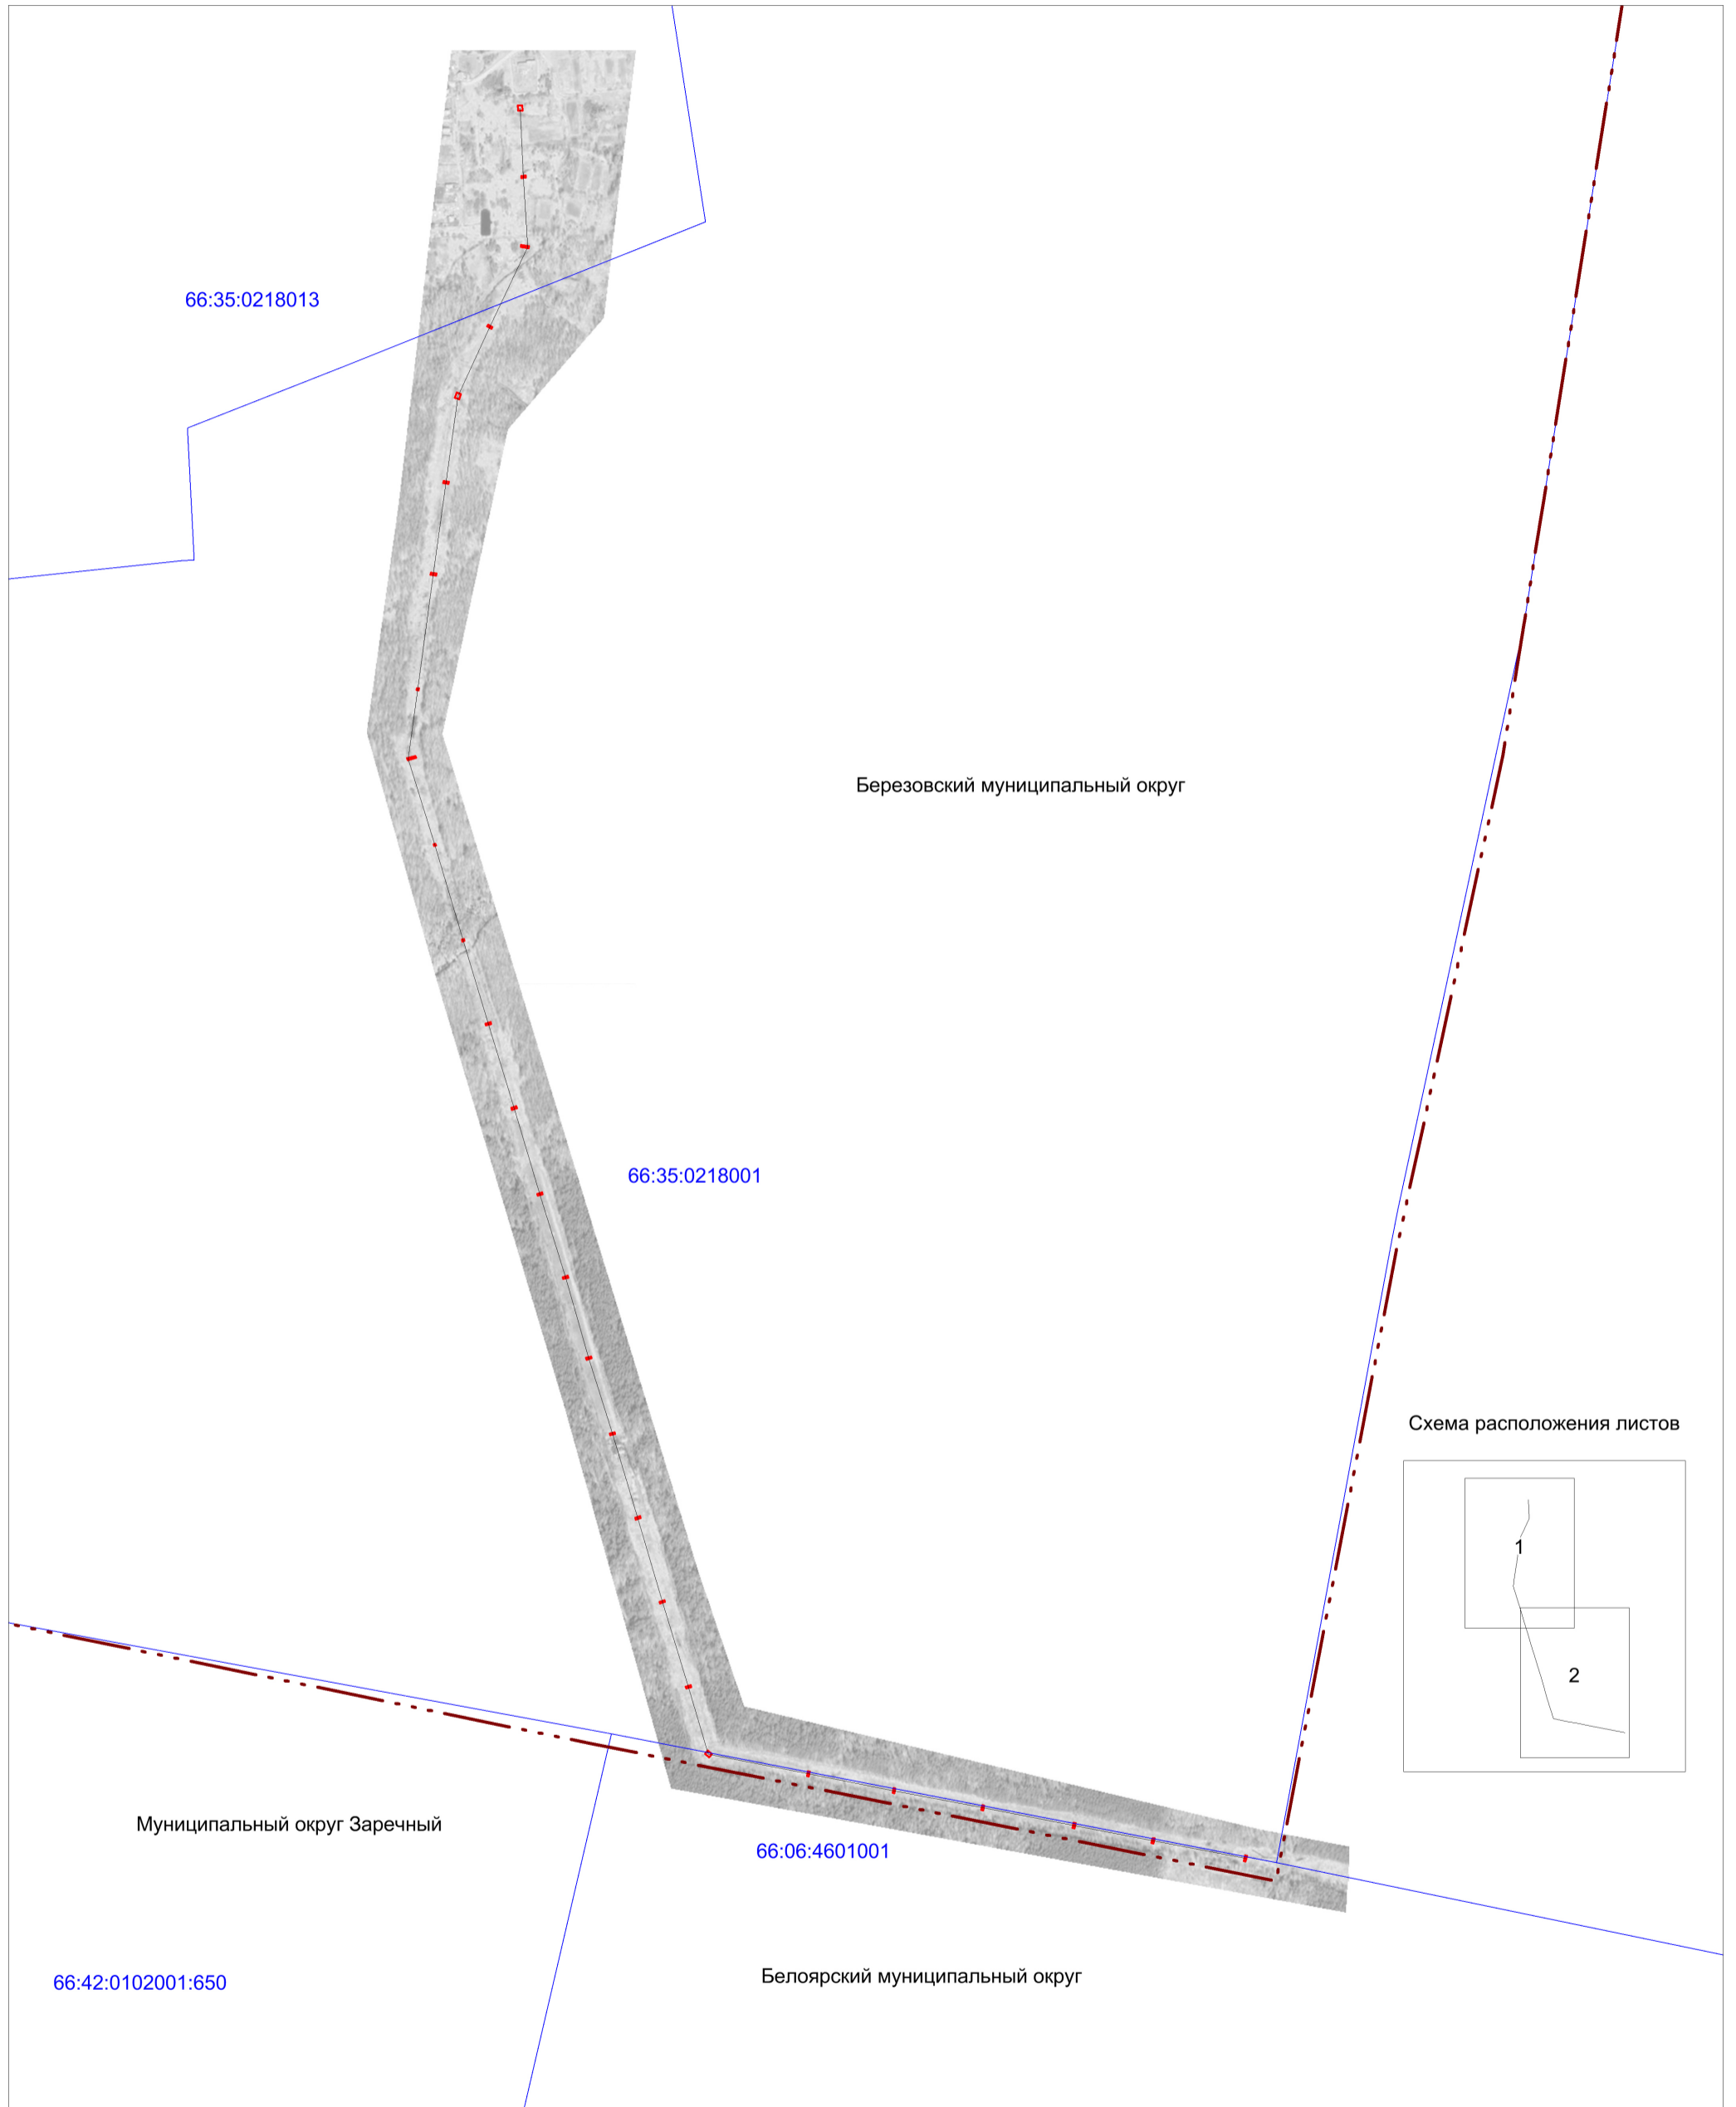 66:35:0218013
Березовский муниципальный округ
66:35:0218001
Схема расположения листов
1
2
Муниципальный округ Заречный
66:06:4601001
Белоярский муниципальный округ
66:42:0102001:650